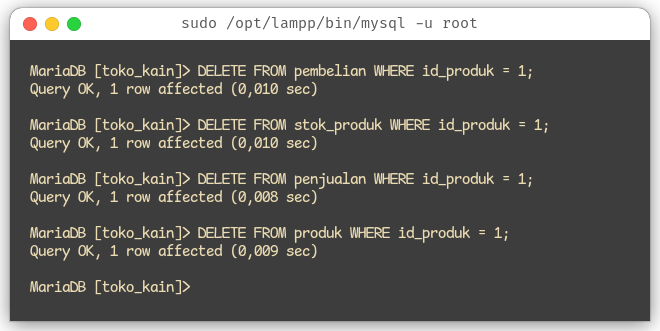 sudo /opt/lampp/bin/mysql -u root
MariaDB [toko_kain]> DELETE FROM pembelian WHERE id_produk = 1;
Query OK, 1 row affected (0,010 sec)
MariaDB [toko_kain]> DELETE FROM stok_produk WHERE id_produk = 1;
Query OK, 1 row affected (0,010 sec)
MariaDB [toko_kain]> DELETE FROM penjualan WHERE id_produk = 1;
Query OK, 1 row affected (0,008 sec)
MariaDB [toko_kain]> DELETE FROM produk WHERE id_produk = 1;
Query OK, 1 row affected (0,009 sec)
MariaDB [toko_kain]>